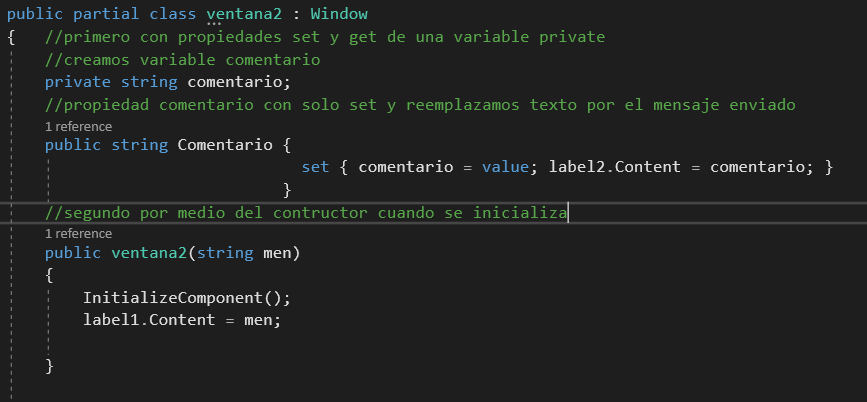 public partial class ventana2 : Window
{   //primero con propiedades set y get de una variable private
    //creamos variable comentario
    private string comentario;
    //propiedad comentario con solo set y reemplazamos texto por el mensaje enviado
    1 reference
    public string Comentario {
                               set { comentario = value; label2.Content = comentario; }
                             }
    //segundo por medio del contructor cuando se inicializa
    1 reference
    public ventana2(string men)
    {
        InitializeComponent();
        label1.Content = men;
    }